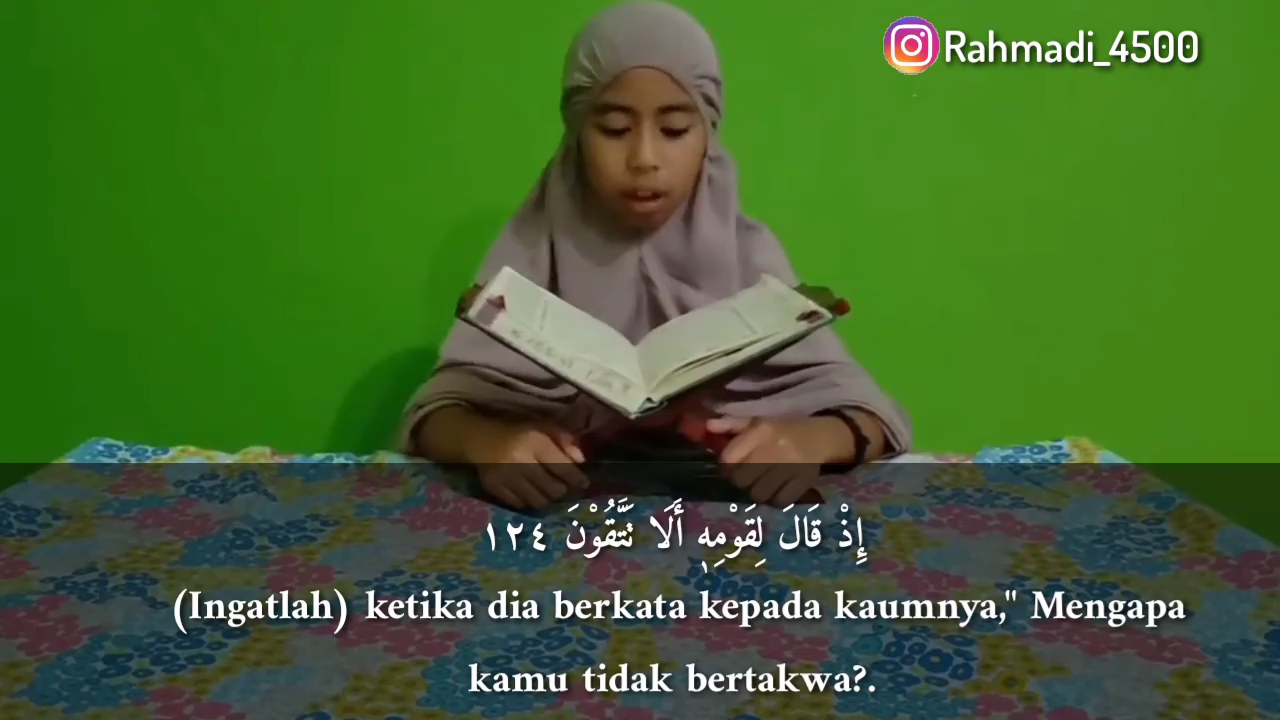 Rahmadi_4500
إِذْ قَالَ لِقَوْمِهٖٓ أَلَا تَتَّقُوْنَ ١٢٤
(Ingatlah) ketika dia berkata kepada kaumnya," Mengapa
kamu tidak bertakwa?.